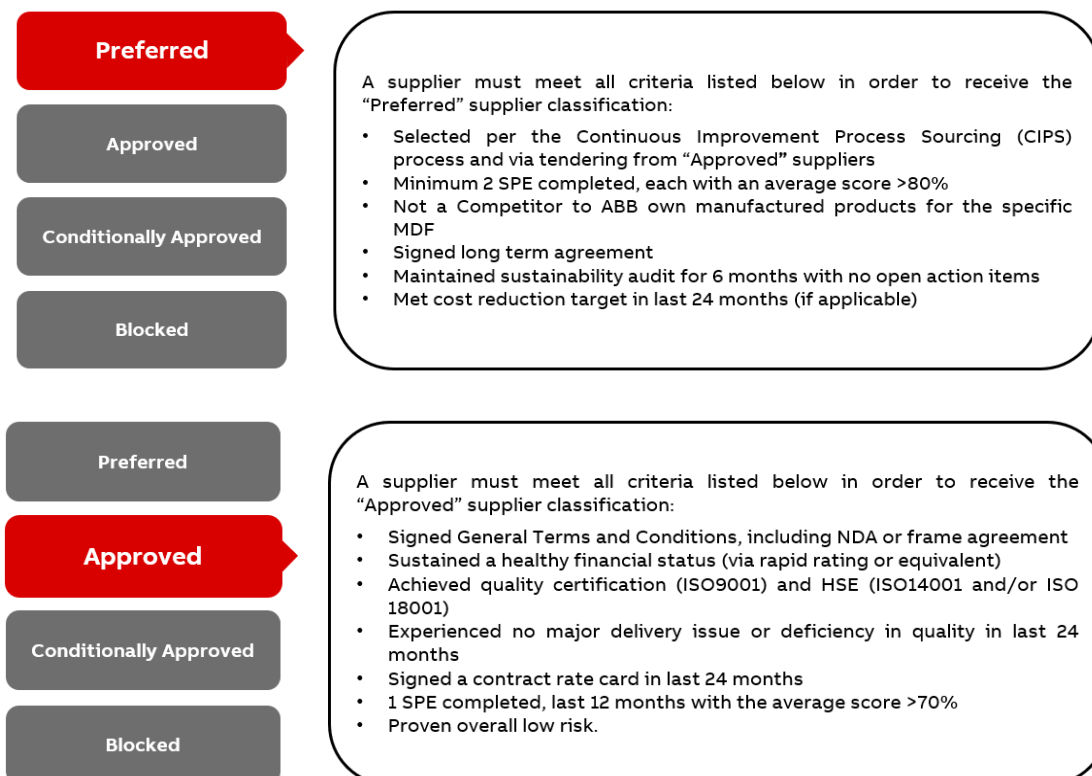 Preferred
Approved
Conditionally Approved
Blocked
A supplier must meet all criteria listed below in order to receive the
“Preferred” supplier classification:
• Selected per the Continuous Improvement Process Sourcing (CIPS)
process and via tendering from “Approved” suppliers
• Minimum 2 SPE completed, each with an average score >80%
• Not a Competitor to ABB own manufactured products for the specific
MDF
• Signed long term agreement
• Maintained sustainability audit for 6 months with no open action items
• Met cost reduction target in last 24 months (if applicable)
Preferred
Approved
Conditionally Approved
Blocked
A supplier must meet all criteria listed below in order to receive the
“Approved” supplier classification:
• Signed General Terms and Conditions, including NDA or frame agreement
• Sustained a healthy financial status (via rapid rating or equivalent)
• Achieved quality certification (ISO9001) and HSE (ISO14001 and/or ISO
18001)
• Experienced no major delivery issue or deficiency in quality in last 24
months
• Signed a contract rate card in last 24 months
• 1 SPE completed, last 12 months with the average score >70%
• Proven overall low risk.